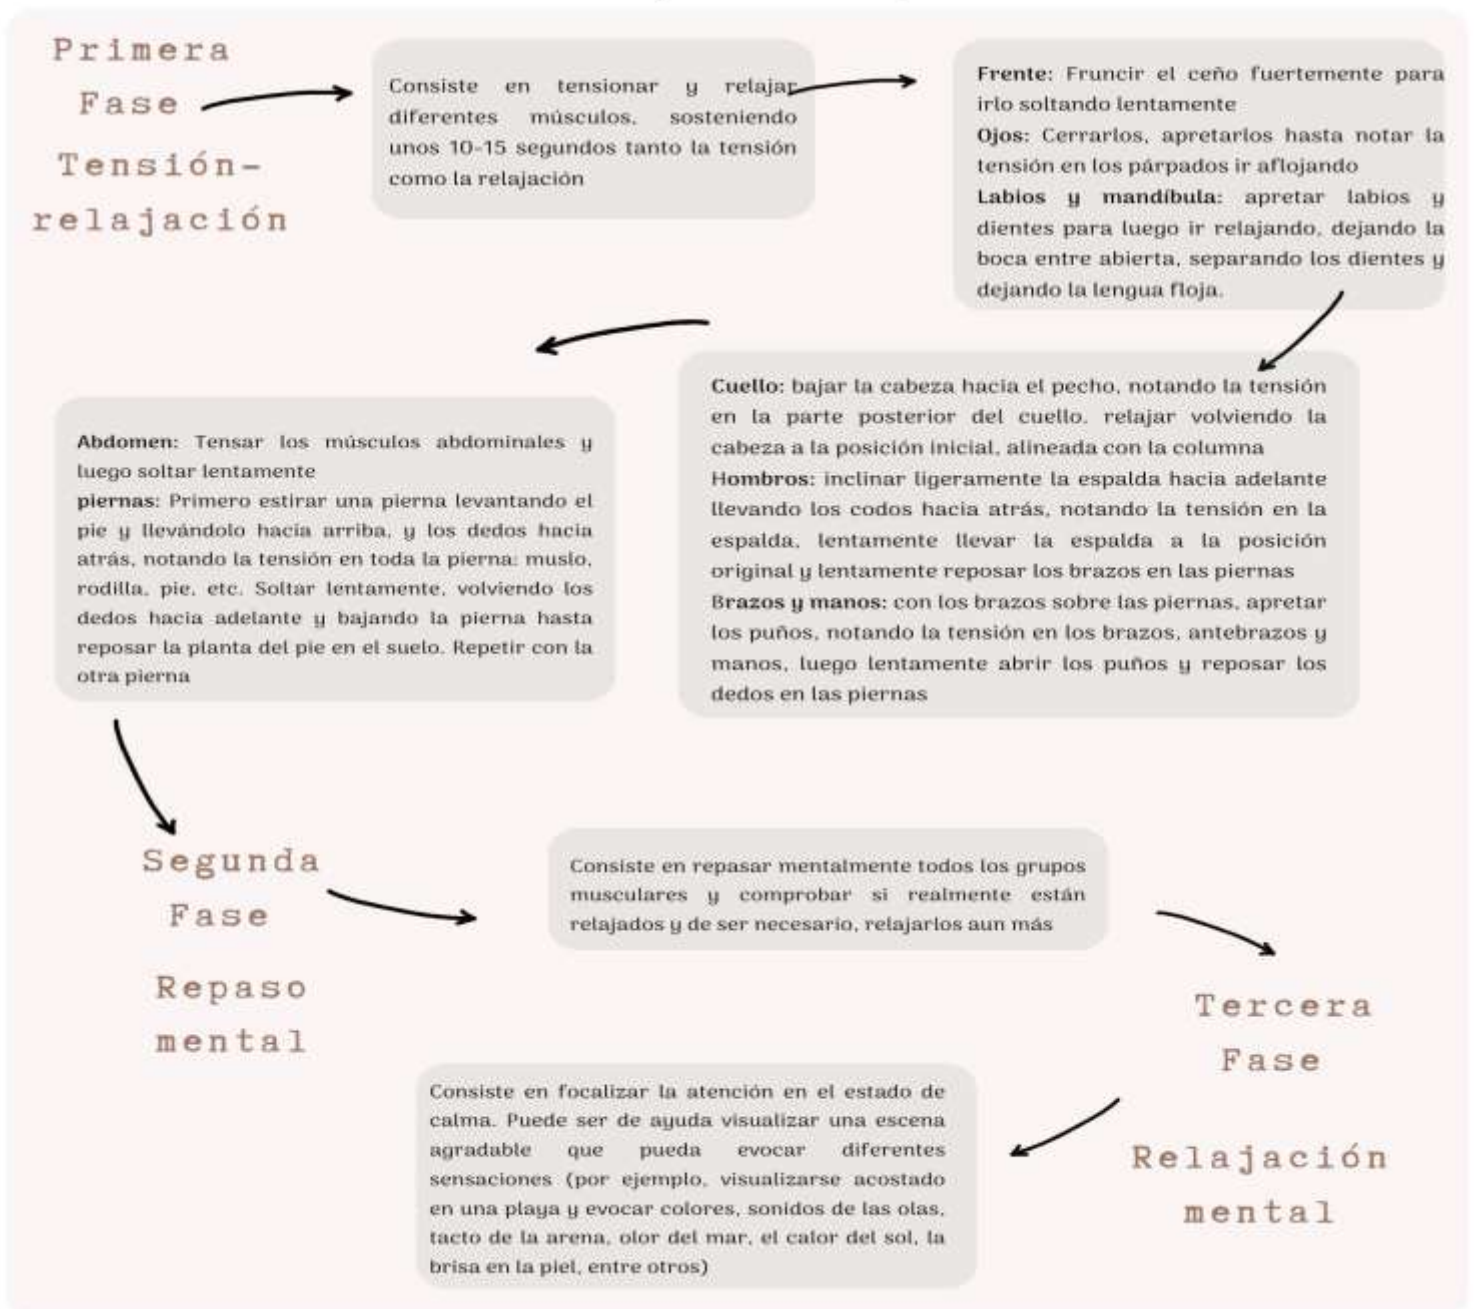 Primera
Fase
Tensión-
relajación
Consiste en tensionar y relajar
diferentes músculos, sosteniendo
unos 10-15 segundos tanto la tensión
como la relajación
Frente: Fruncir el ceño fuertemente para
irlo soltando lentamente
Ojos: Cerrarlos, apretarlos hasta notar la
tensión en los párpados ir aflojando
Labios y mandíbula: apretar labios y
dientes para luego ir relajando, dejando la
boca entre abierta, separando los dientes y
dejando la lengua floja.
Cuello: bajar la cabeza hacia el pecho, notando la tensión
en la parte posterior del cuello. relajar volviendo la
cabeza a la posición inicial, alineada con la columna
Hombros: inclinar ligeramente la espalda hacia adelante
llevando los codos hacia atrás, notando la tensión en la
espalda, lentamente llevar la espalda a la posición
original y lentamente reposar los brazos en las piernas
Brazos y manos: con los brazos sobre las piernas, apretar
los puños, notando la tensión en los brazos, antebrazos y
manos, luego lentamente abrir los puños y reposar los
dedos en las piernas
Abdomen: Tensar los músculos abdominales y
luego soltar lentamente
piernas: Primero estirar una pierna levantando el
pie y llevándolo hacia arriba, y los dedos hacia
atrás, notando la tensión en toda la pierna: muslo,
rodilla, pie, etc. Soltar lentamente, volviendo los
dedos hacia adelante y bajando la pierna hasta
reposar la planta del pie en el suelo. Repetir con la
otra pierna
Segunda
Fase
Repaso
mental
Consiste en repasar mentalmente todos los grupos
musculares y comprobar si realmente están
relajados y de ser necesario, relajarlos aun más
Tercera
Fase
Relajación
mental
Consiste en focalizar la atención en el estado de
calma. Puede ser de ayuda visualizar una escena
agradable que pueda evocar diferentes
sensaciones (por ejemplo, visualizarse acostado
en una playa y evocar colores, sonidos de las olas,
tacto de la arena, olor del mar, el calor del sol, la
brisa en la piel, entre otros)